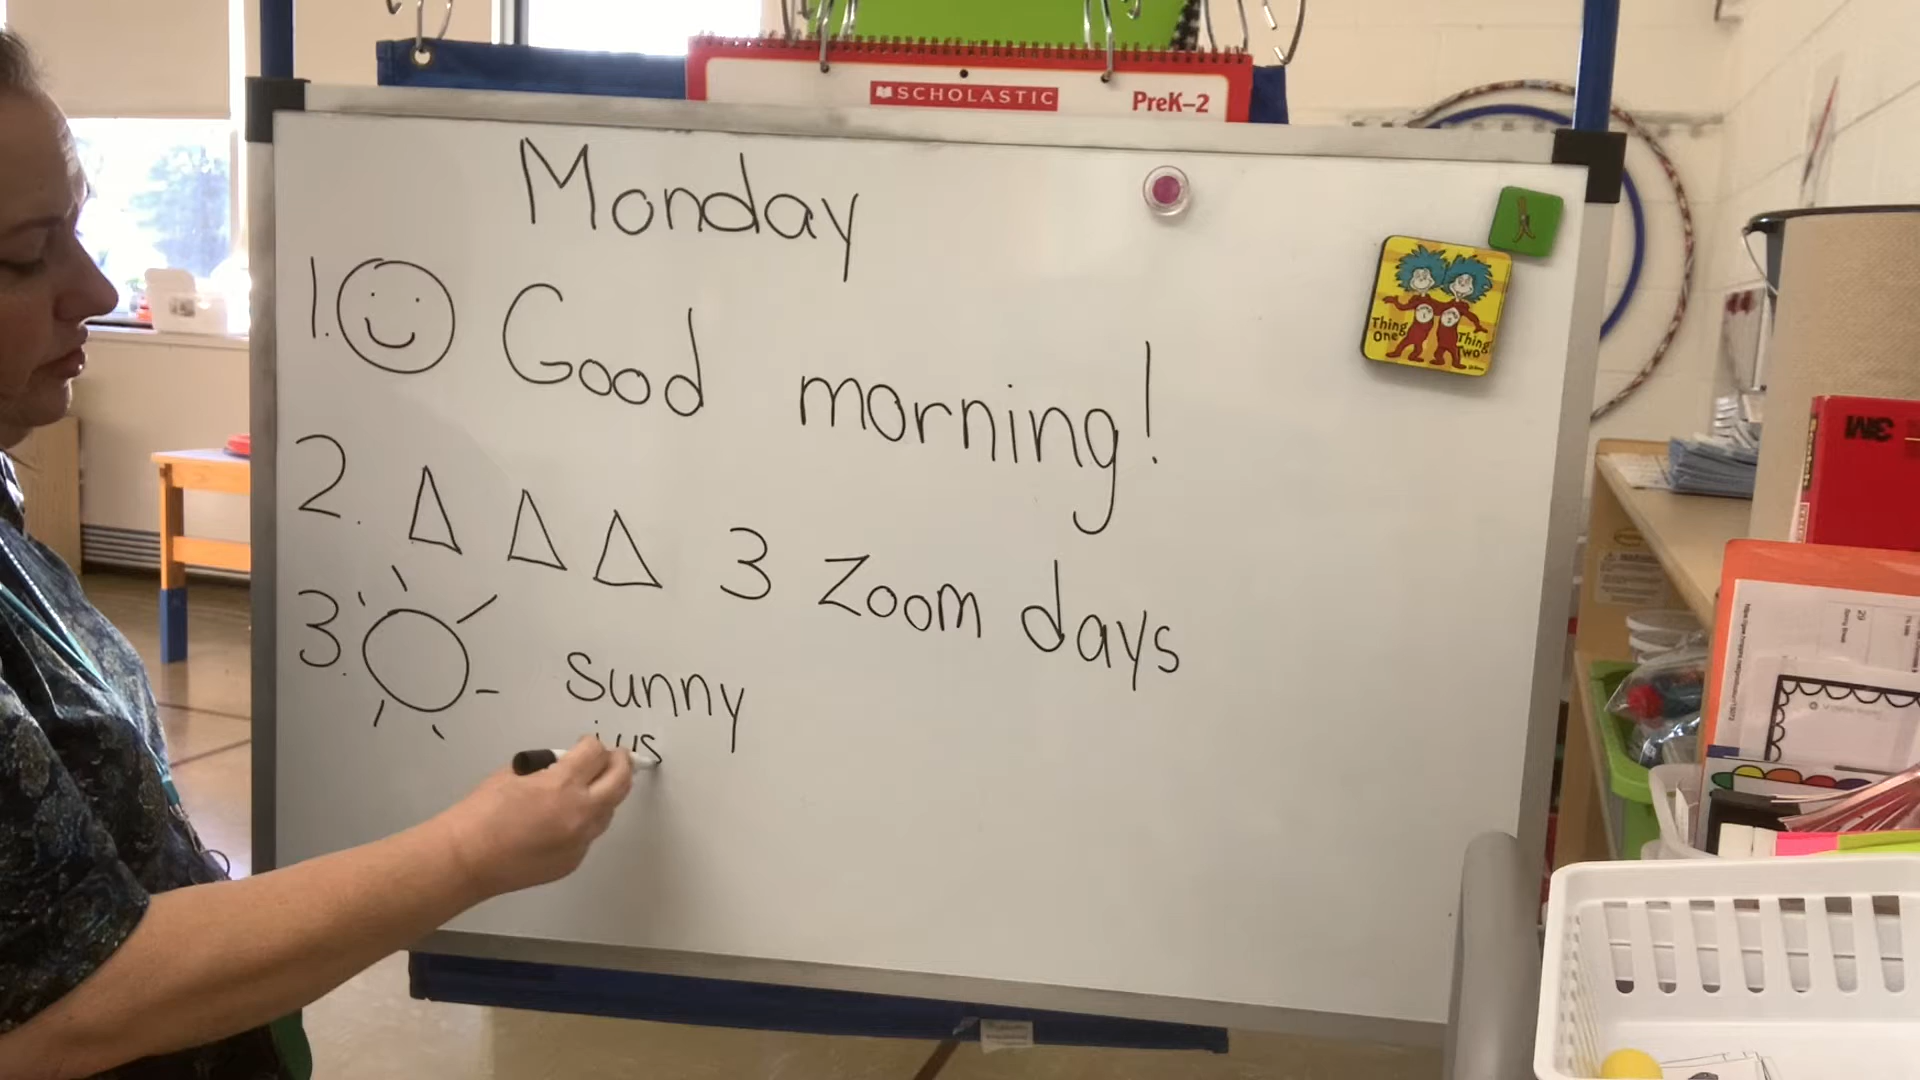 SCHOLASTIC PreK–2
Monday
1. Good morning!
2. 3 Zoom days
3. sunny
Thing One Thing Two
3M